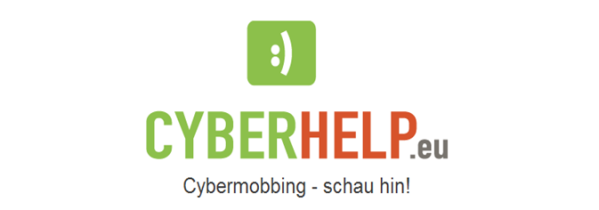 :)
CYBERHELP.eu
Cybermobbing - schau hin!